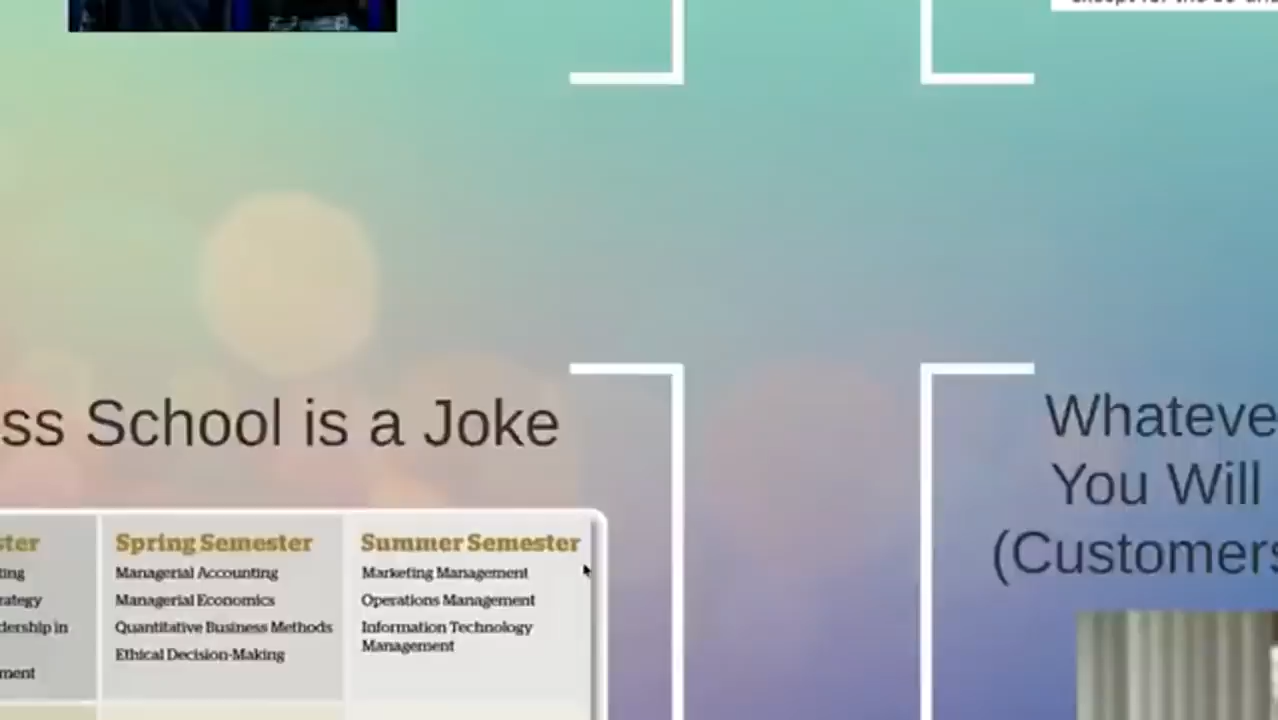 ss School is a Joke
Whateve
You Will
(Customers
ster
ting
rategy
dership in
ment
Spring Semester
Managerial Accounting
Managerial Economics
Quantitative Business Methods
Ethical Decision-Making
Summer Semester
Marketing Management
Operations Management
Information Technology
Management